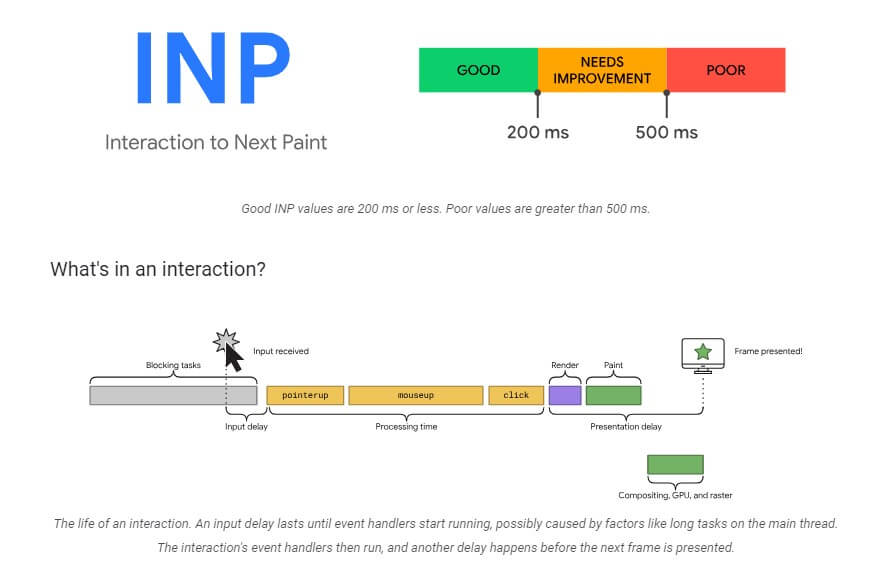 INP
Interaction to Next Paint
GOOD
NEEDS
IMPROVEMENT
POOR
200 ms
500 ms
Good INP values are 200 ms or less. Poor values are greater than 500 ms.
What's in an interaction?
Blocking tasks
Input received
Render
Paint
Frame presented!
pointerup
mouseup
click
Input delay
Processing time
Presentation delay
Compositing, GPU, and raster
The life of an interaction. An input delay lasts until event handlers start running, possibly caused by factors like long tasks on the main thread.
The interaction's event handlers then run, and another delay happens before the next frame is presented.